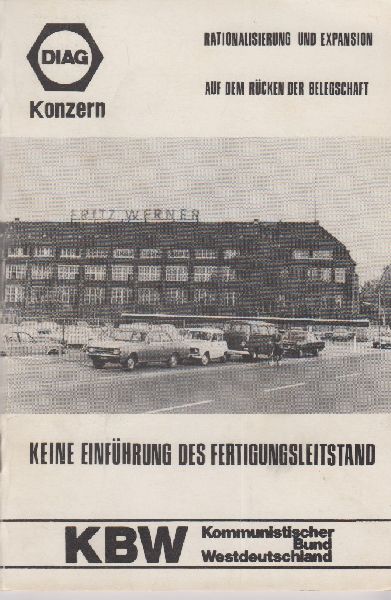 DIAG
Konzern
RATIONALISIERUNG UND EXPANSION
AUF DEM RÜCKEN DER BELEGSCHAFT
FRITZ WERNER
KEINE EINFÜHRUNG DES FERTIGUNGSLEITSTAND
KBW
Kommunistischer
Bund
Westdeutschland